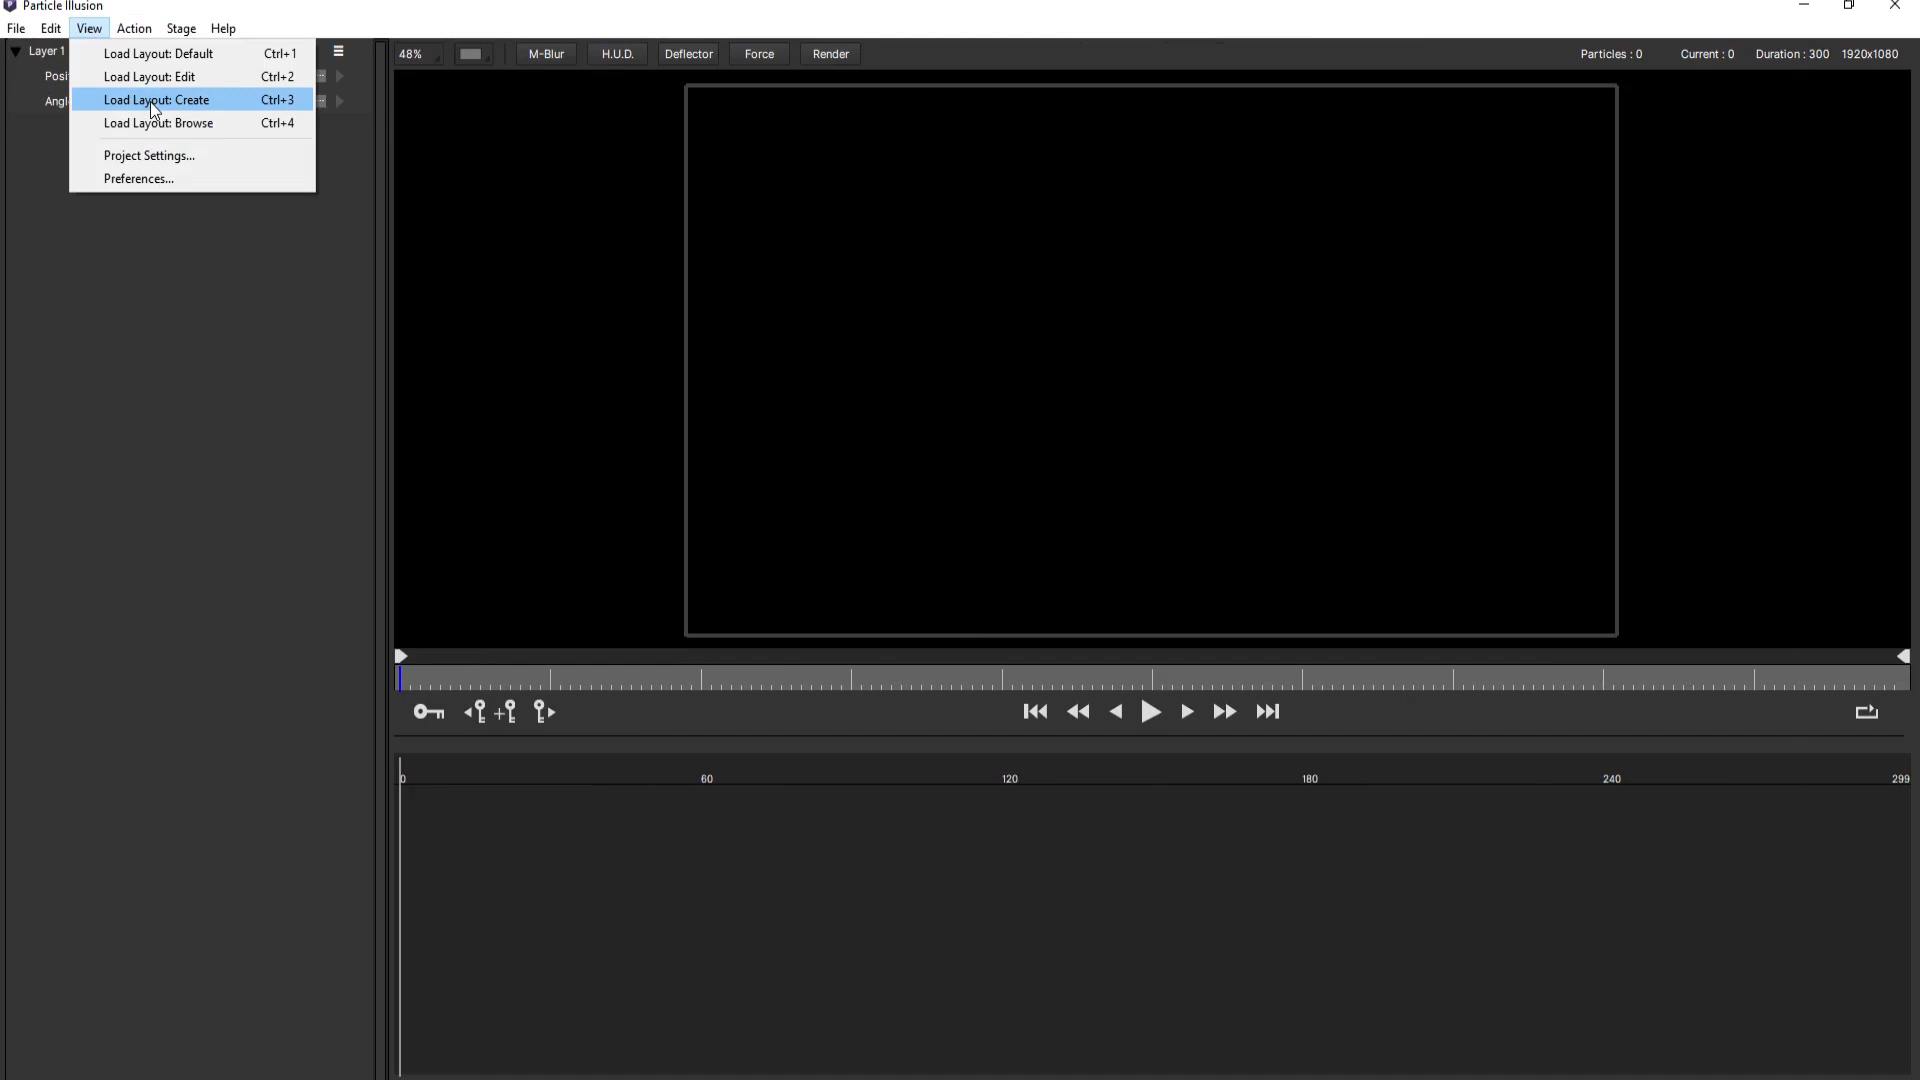 Particle Illusion
File Edit View Action Stage Help
Layer 1
Posi
Angl
Load Layout: Default Ctrl+1
Load Layout: Edit Ctrl+2
Load Layout: Create Ctrl+3
Load Layout: Browse Ctrl+4
Project Settings...
Preferences...
48% M-Blur H.U.D. Deflector Force Render Particles : 0 Current : 0 Duration : 300 1920x1080
0 60 120 180 240 299